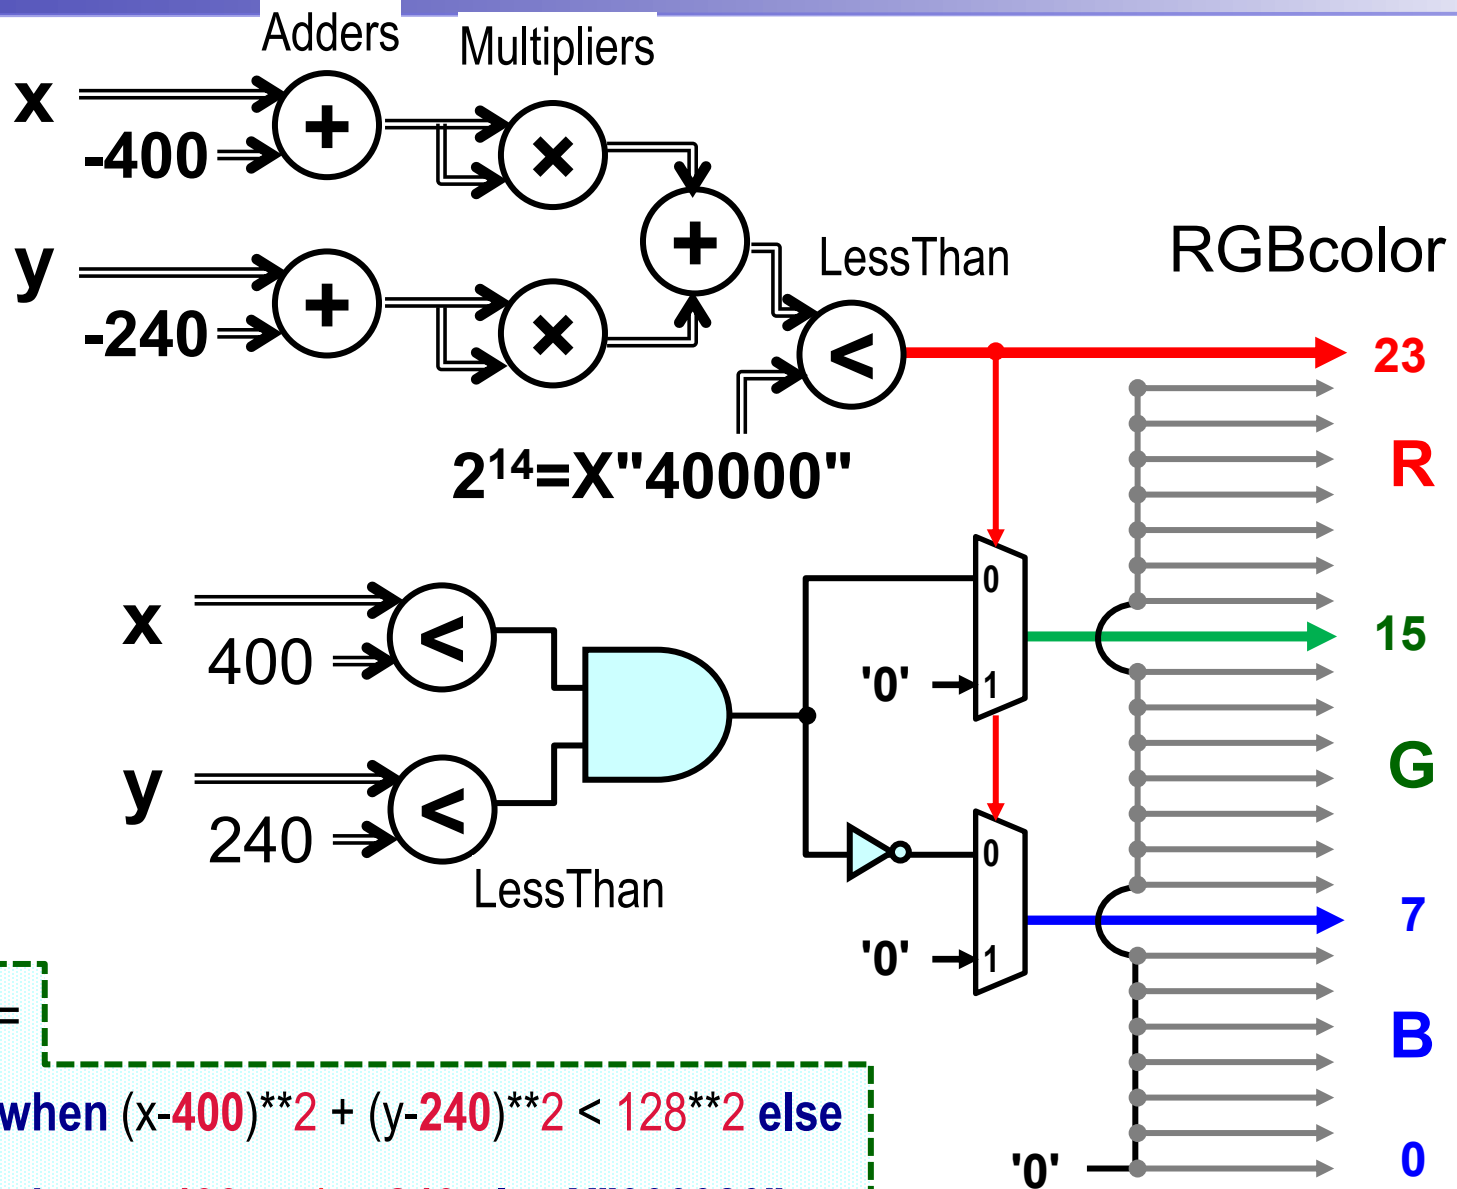 Adders
Multipliers
x
+
×
-400
y
+
×
-240
+
LessThan
<
RGBcolor
23
2¹⁴=X"40000"
R
x
<
400
0
'0'
1
15
y
<
240
LessThan
G
0
'0'
1
7
B
'0'
0
=
when (x-400)**2 + (y-240)**2 < 128**2 else